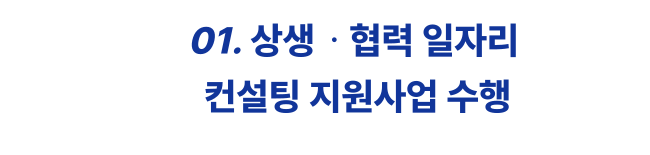 01. 상생 · 협력 일자리
컨설팅 지원사업 수행